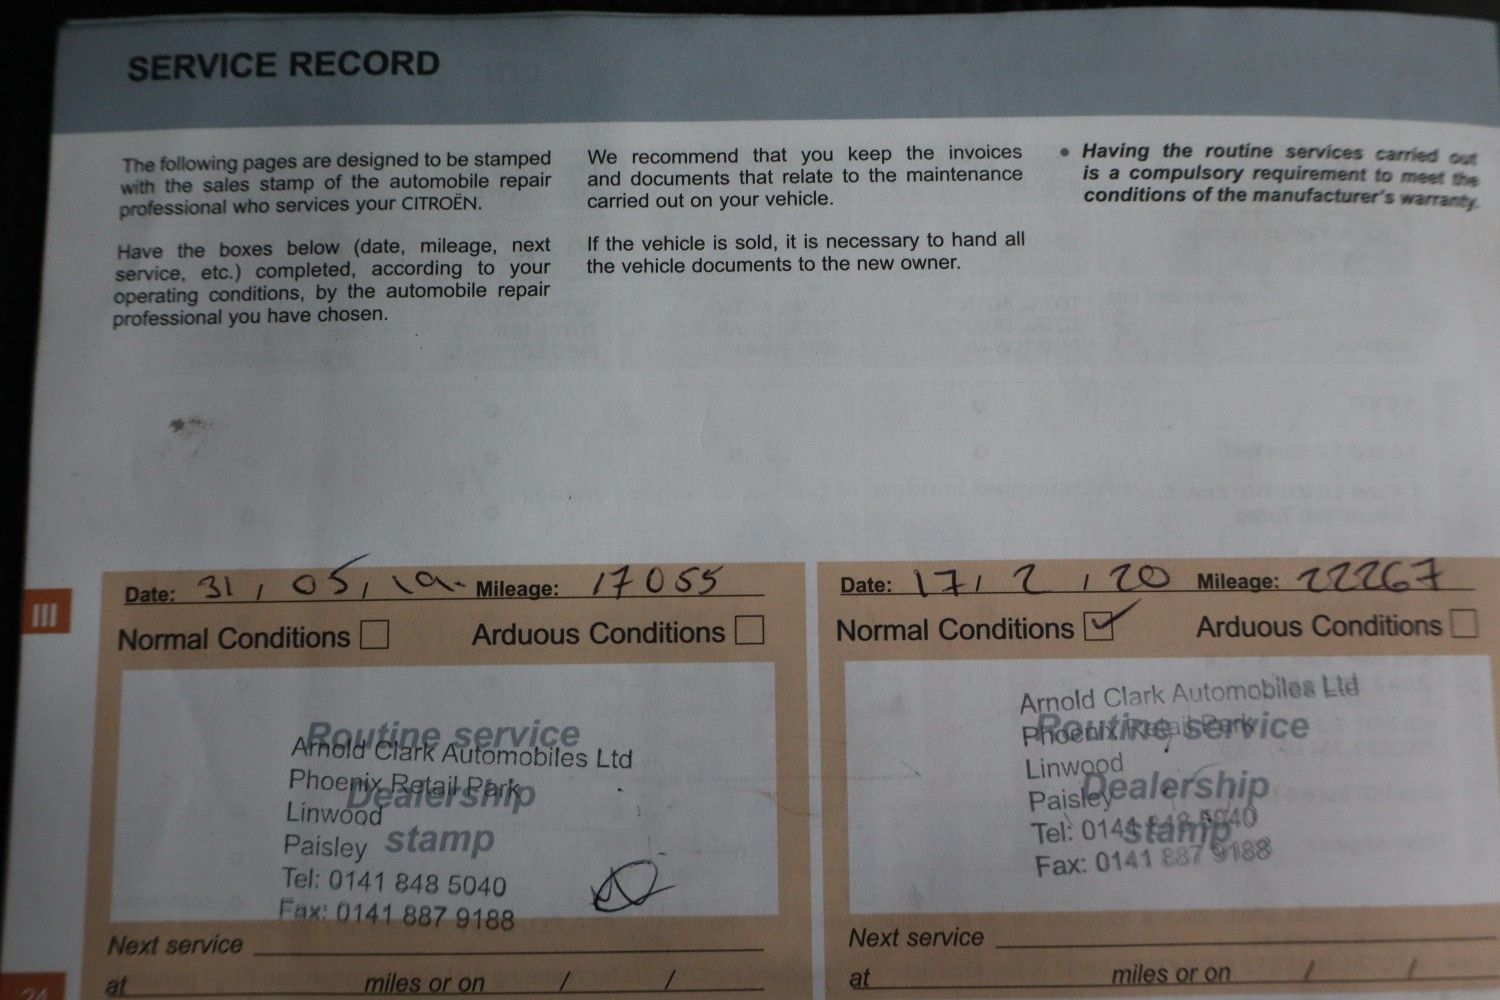 SERVICE RECORD
The following pages are designed to be stamped
with the sales stamp of the automobile repair
professional who services your CITROËN.
Have the boxes below (date, mileage, next
service, etc.) completed, according to your
operating conditions, by the automobile repair
professional you have chosen.
We recommend that you keep the invoices
and documents that relate to the maintenance
carried out on your vehicle.
If the vehicle is sold, it is necessary to hand all
the vehicle documents to the new owner.
• Having the routine services carried out
is a compulsory requirement to meet the
conditions of the manufacturer's warranty.
III
Date: 31 / 05 / 19. Mileage: 17055
Normal Conditions Arduous Conditions
Routine service
Dealership
stamp
Arnold Clark Automobiles Ltd
Phoenix Retail Park
Linwood
Paisley
Tel: 0141 848 5040
Fax: 0141 887 9188
Next service
at miles or on / /
Date: 17 / 2 / 20 Mileage: 22267
Normal Conditions ✓ Arduous Conditions
Routine service
Dealership
stamp
Arnold Clark Automobiles Ltd
Phoenix Retail Park
Linwood
Paisley
Tel: 0141 848 5040
Fax: 0141 887 9188
Next service
at miles or on / /
24